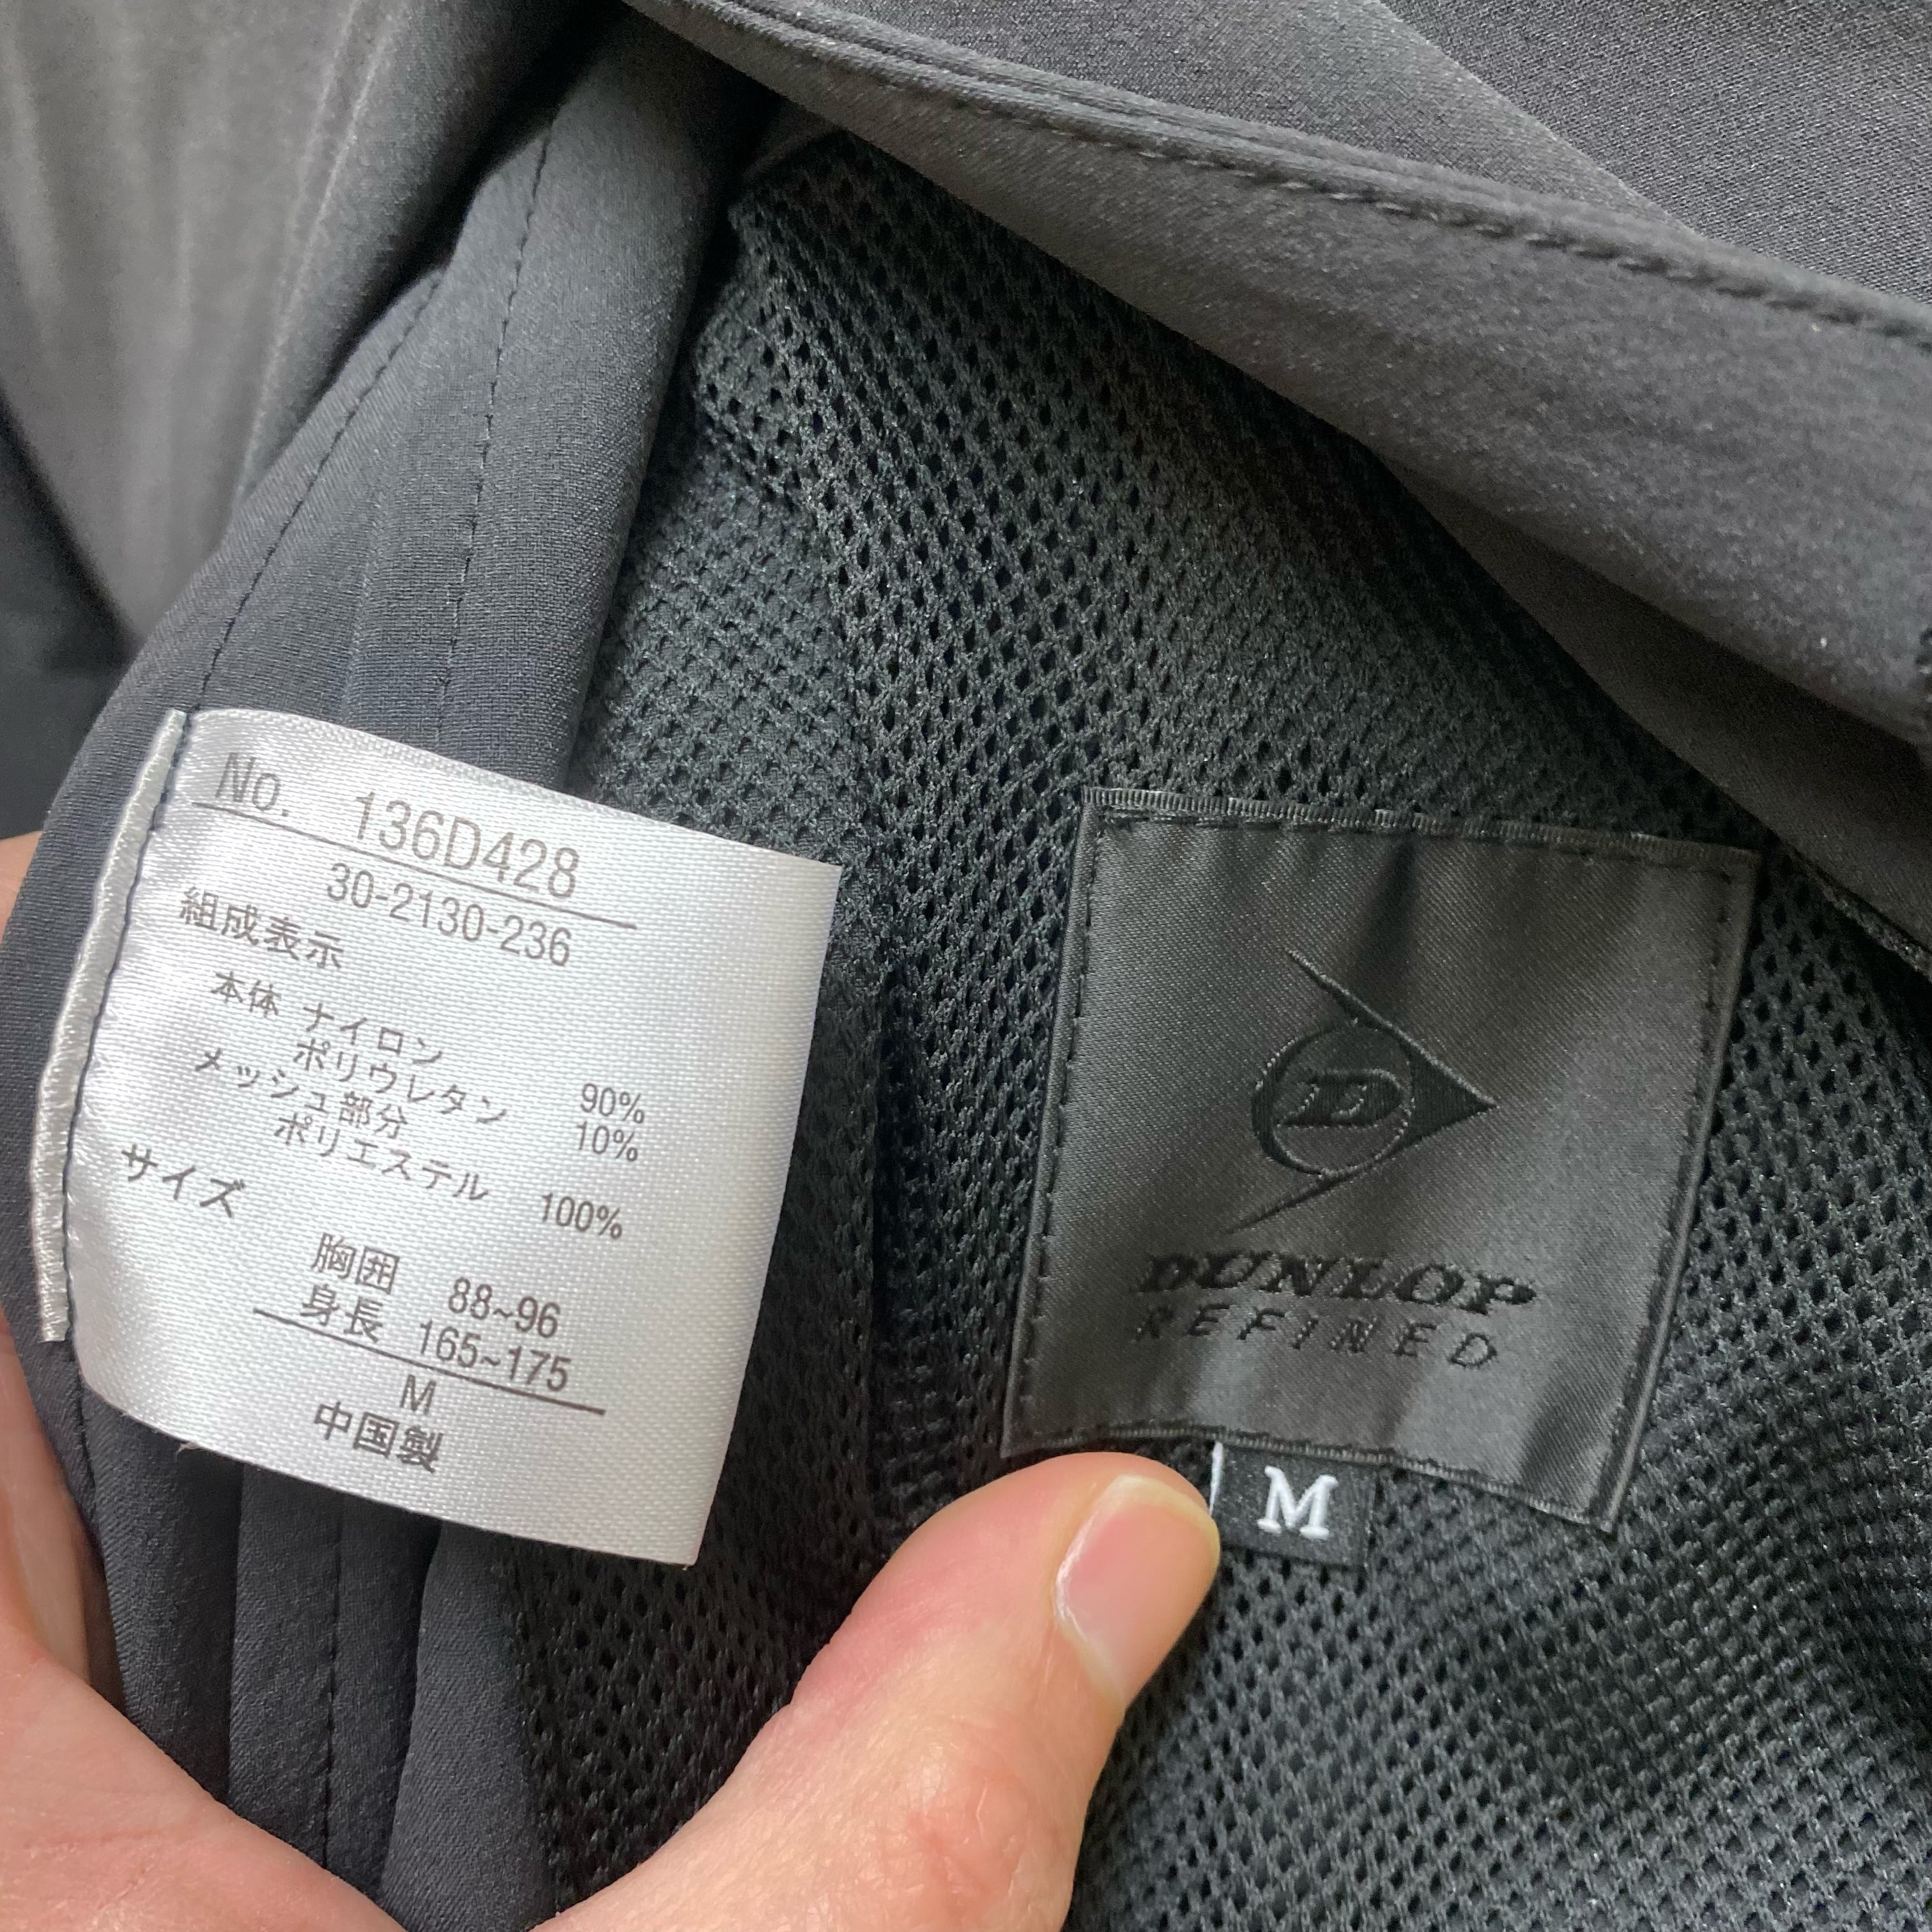 No. 136D428
30-2130-236
組成表示
本体 ナイロン 90%
ポリウレタン 10%
メッシュ部分
ポリエステル 100%
サイズ
胸囲 88~96
身長 165~175
M
中国製
D
DUNLOP
REFINED
M